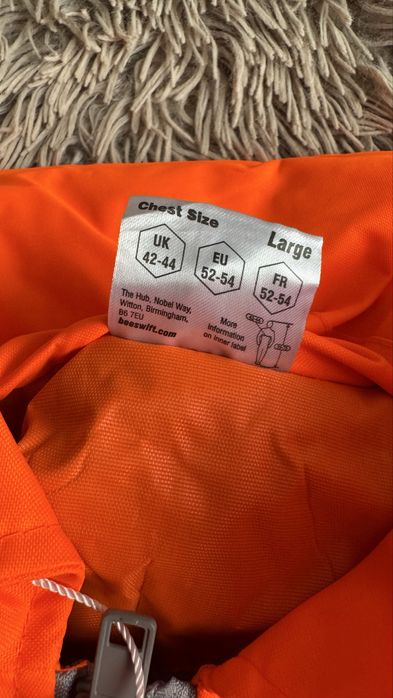 Chest Size
Large
UK
42-44
EU
52-54
FR
52-54
The Hub, Nobel Way,
Witton, Birmingham,
B6 7EU
beeswift.com
More
information
on inner label